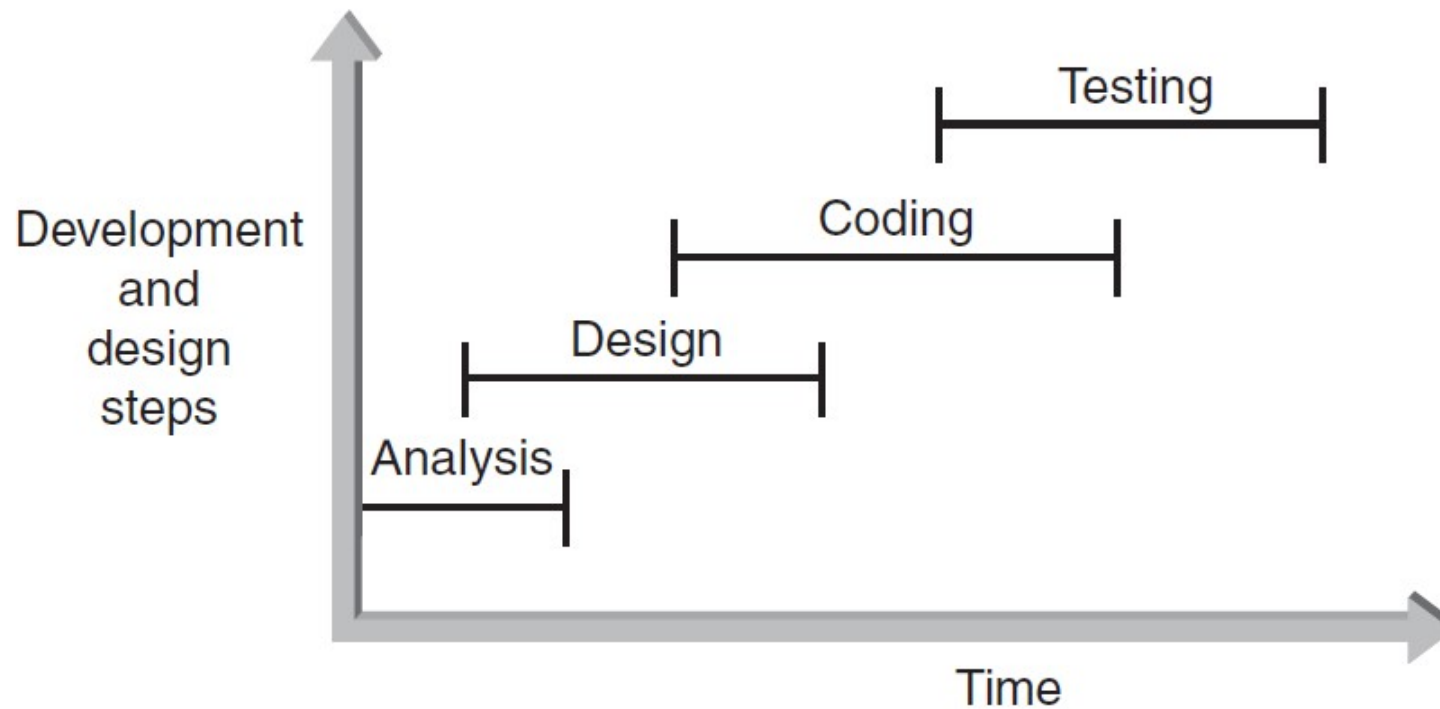 Testing
Coding
Development
and
design
steps
Design
Analysis
Time